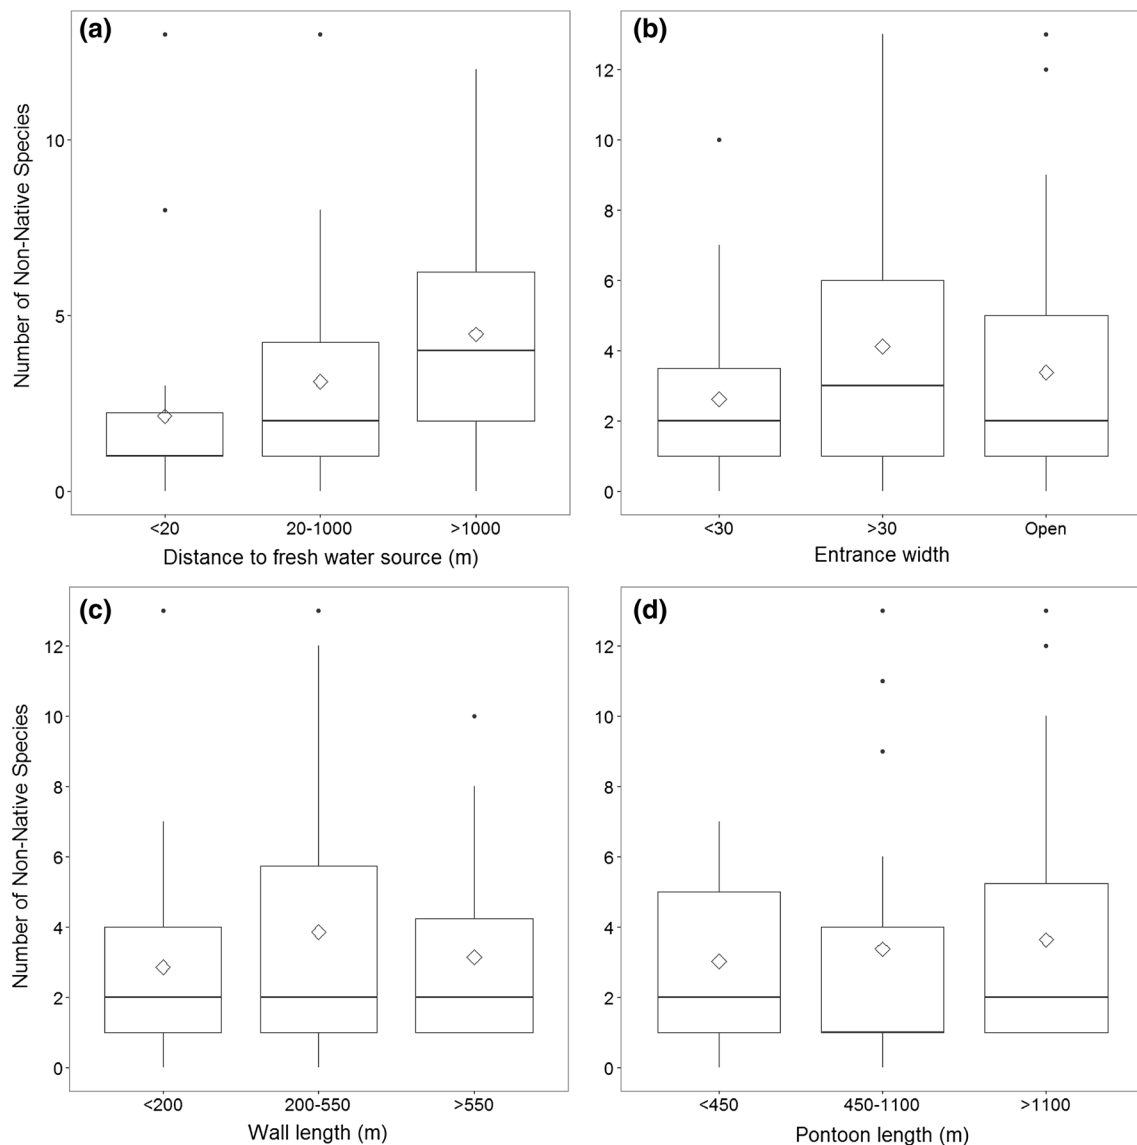 (a)
Number of Non-Native Species
10
5
0
<20 20-1000 >1000
Distance to fresh water source (m)
(b)
12
10
8
6
4
2
0
<30 >30 Open
Entrance width
(c)
Number of Non-Native Species
12
10
8
6
4
2
0
<200 200-550 >550
Wall length (m)
(d)
12
10
8
6
4
2
0
<450 450-1100 >1100
Pontoon length (m)